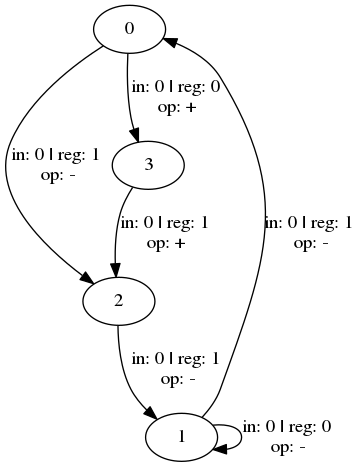 0
in: 0 | reg: 0
op: +
in: 0 | reg: 1
op: -
3
in: 0 | reg: 1
op: +
in: 0 | reg: 1
op: -
2
in: 0 | reg: 1
op: -
1
in: 0 | reg: 0
op: -